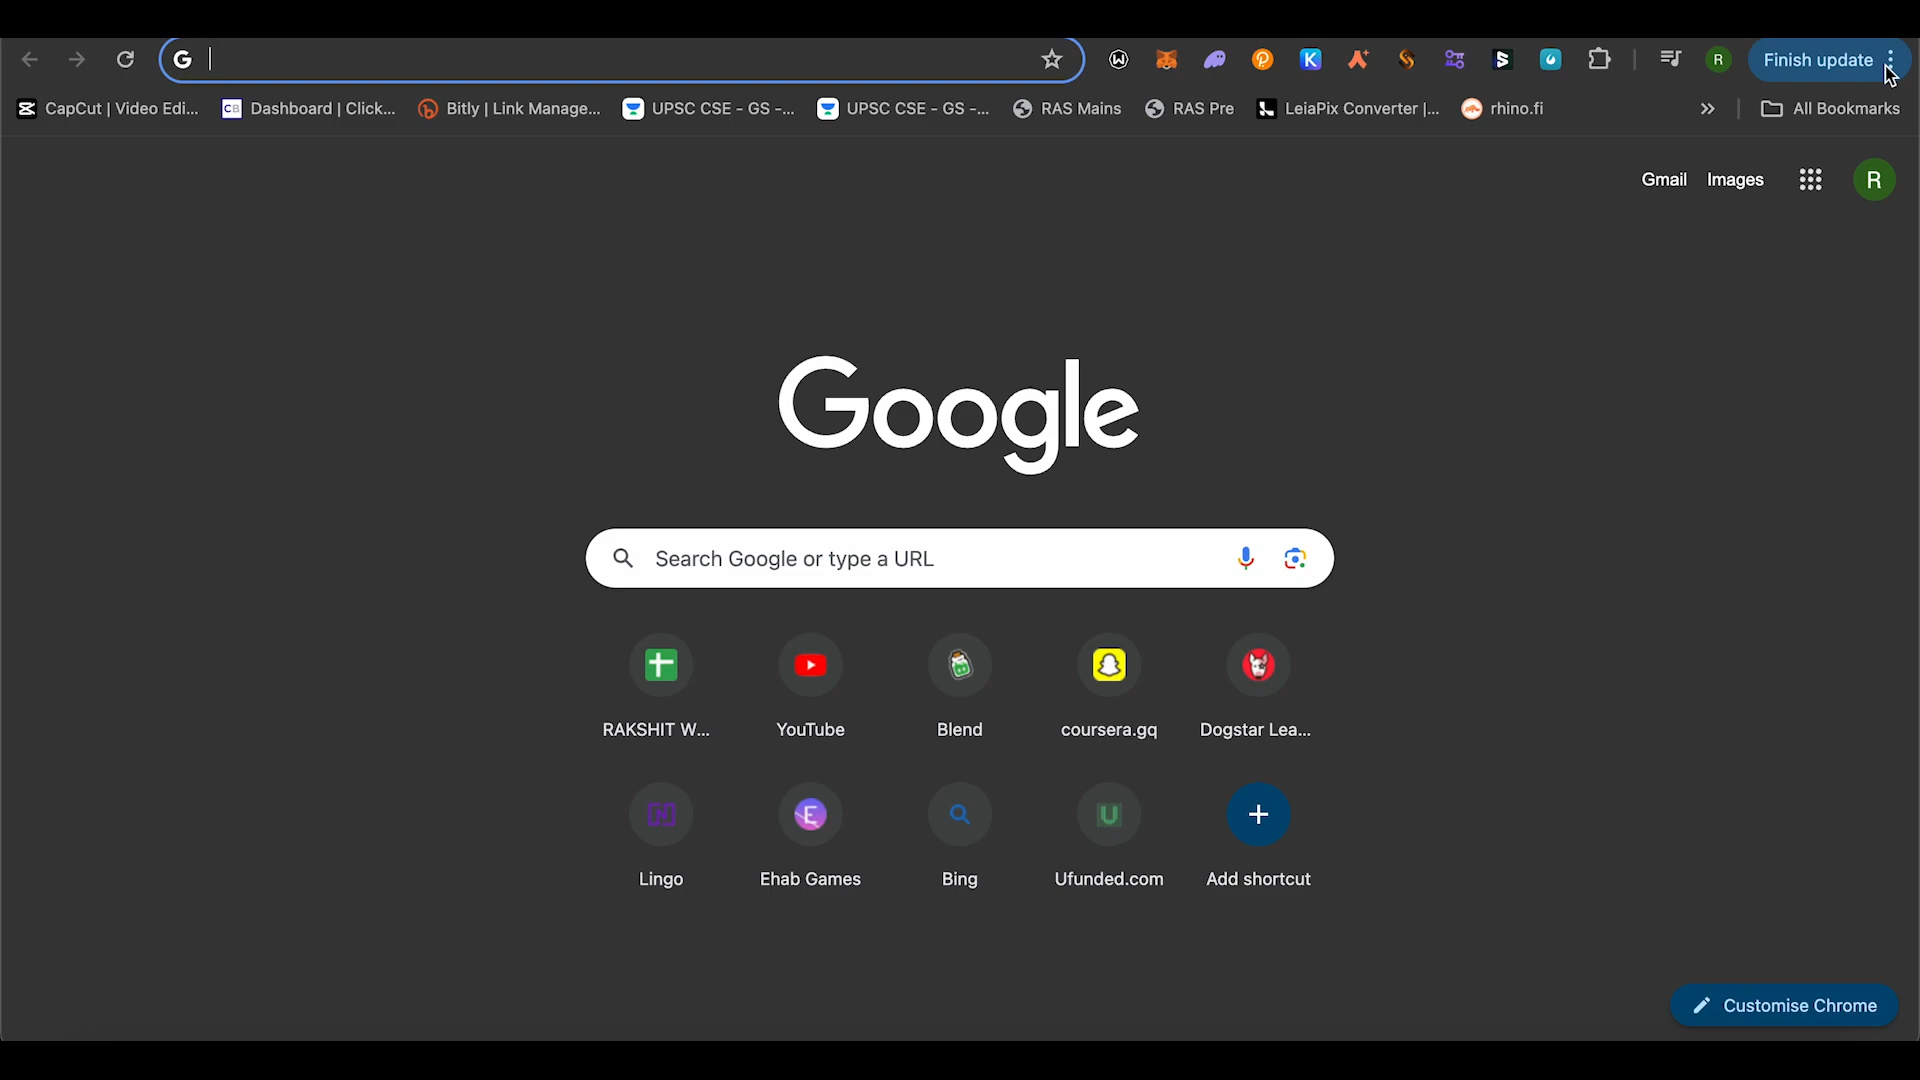 Finish update
CapCut | Video Edi...
CB Dashboard | Click...
Bitly | Link Manage...
UPSC CSE - GS -...
UPSC CSE - GS -...
RAS Mains
RAS Pre
LeiaPix Converter |...
rhino.fi
All Bookmarks
Gmail
Images
R
Google
Search Google or type a URL
RAKSHIT W...
YouTube
Blend
coursera.gq
Dogstar Lea...
Lingo
Ehab Games
Bing
Ufunded.com
Add shortcut
Customise Chrome